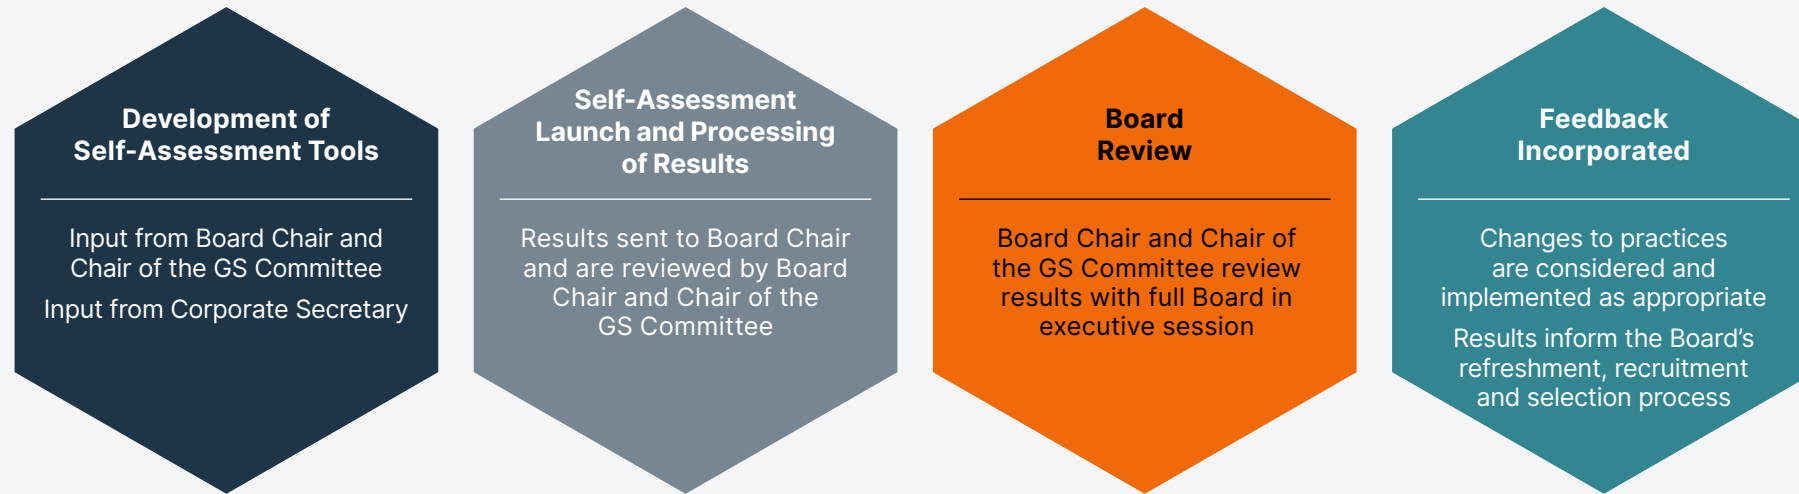 Development of
Self-Assessment Tools
Input from Board Chair and
Chair of the GS Committee
Input from Corporate Secretary
Self-Assessment
Launch and Processing
of Results
Results sent to Board Chair
and are reviewed by Board
Chair and Chair of the
GS Committee
Board
Review
Board Chair and Chair of
the GS Committee review
results with full Board in
executive session
Feedback
Incorporated
Changes to practices
are considered and
implemented as appropriate
Results inform the Board’s
refreshment, recruitment
and selection process